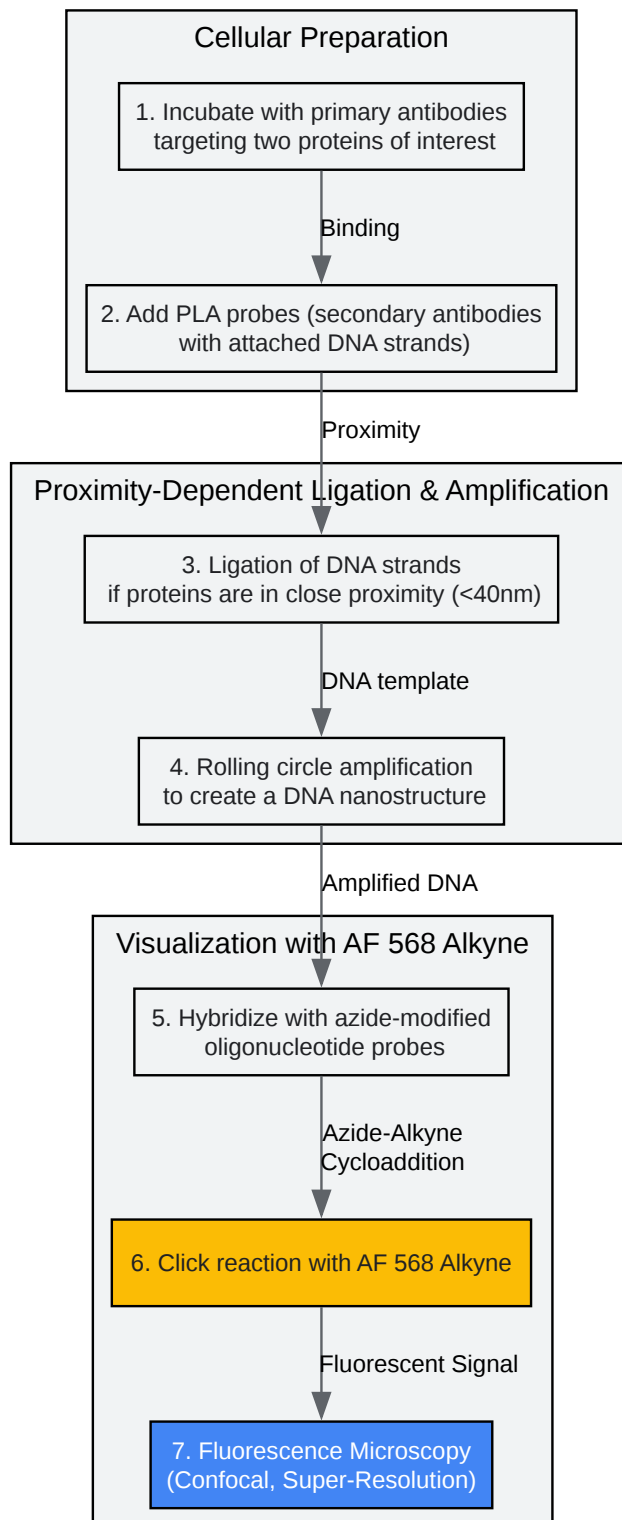 Cellular Preparation
1. Incubate with primary antibodies
targeting two proteins of interest
Binding
2. Add PLA probes (secondary antibodies
with attached DNA strands)
Proximity
Proximity-Dependent Ligation & Amplification
3. Ligation of DNA strands
if proteins are in close proximity (<40nm)
DNA template
4. Rolling circle amplification
to create a DNA nanostructure
Amplified DNA
Visualization with AF 568 Alkyne
5. Hybridize with azide-modified
oligonucleotide probes
Azide-Alkyne
Cycloaddition
6. Click reaction with AF 568 Alkyne
Fluorescent Signal
7. Fluorescence Microscopy
(Confocal, Super-Resolution)